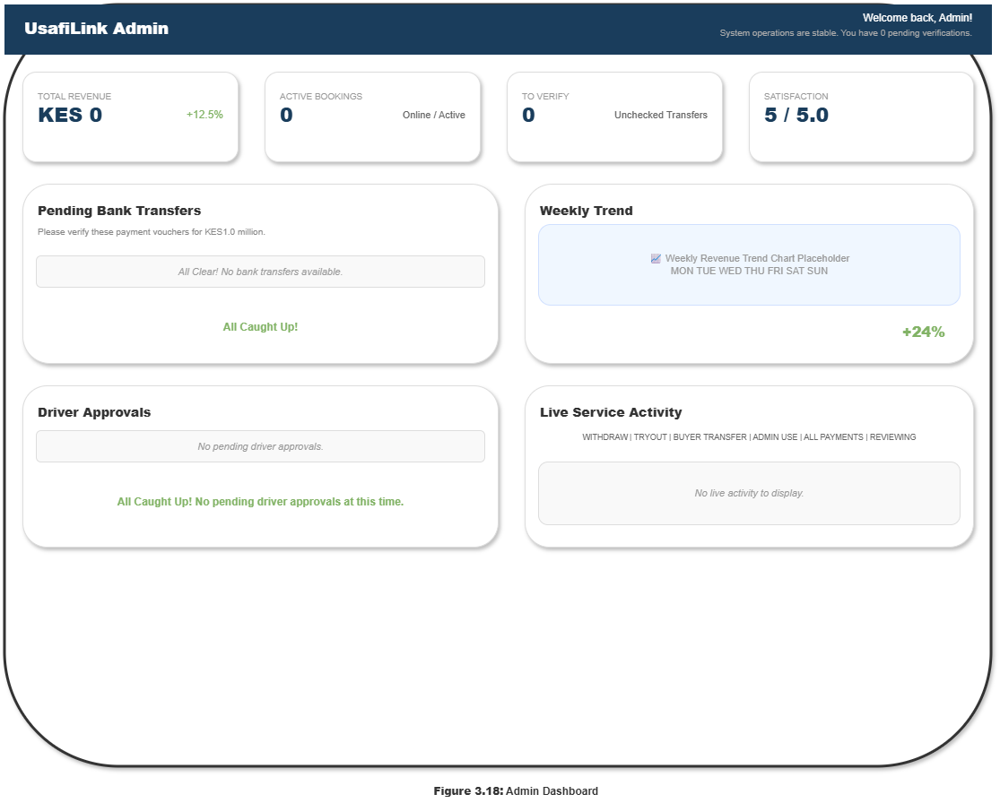 UsafiLink Admin
Welcome back, Admin!
System operations are stable. You have 0 pending verifications.
TOTAL REVENUE
KES 0
+12.5%
ACTIVE BOOKINGS
0
Online / Active
TO VERIFY
0
Unchecked Transfers
SATISFACTION
5 / 5.0
Pending Bank Transfers
Please verify these payment vouchers for KES1.0 million.
All Clear! No bank transfers available.
All Caught Up!
Weekly Trend
📈 Weekly Revenue Trend Chart Placeholder
MON TUE WED THU FRI SAT SUN
+24%
Driver Approvals
No pending driver approvals.
All Caught Up! No pending driver approvals at this time.
Live Service Activity
WITHDRAW | TRYOUT | BUYER TRANSFER | ADMIN USE | ALL PAYMENTS | REVIEWING
No live activity to display.
Figure 3.18: Admin Dashboard